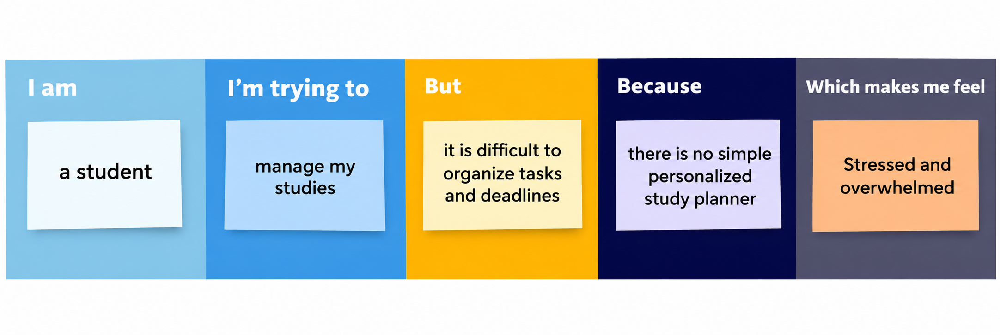 I am
a student
I’m trying to
manage my
studies
But
it is difficult to
organize tasks
and deadlines
Because
there is no simple
personalized
study planner
Which makes me feel
Stressed and
overwhelmed